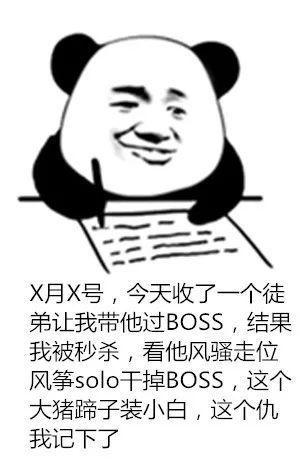 X月X号，今天收了一个徒
弟让我带他过BOSS，结果
我被秒杀，看他风骚走位
风筝solo干掉BOSS，这个
大猪蹄子装小白，这个仇
我记下了